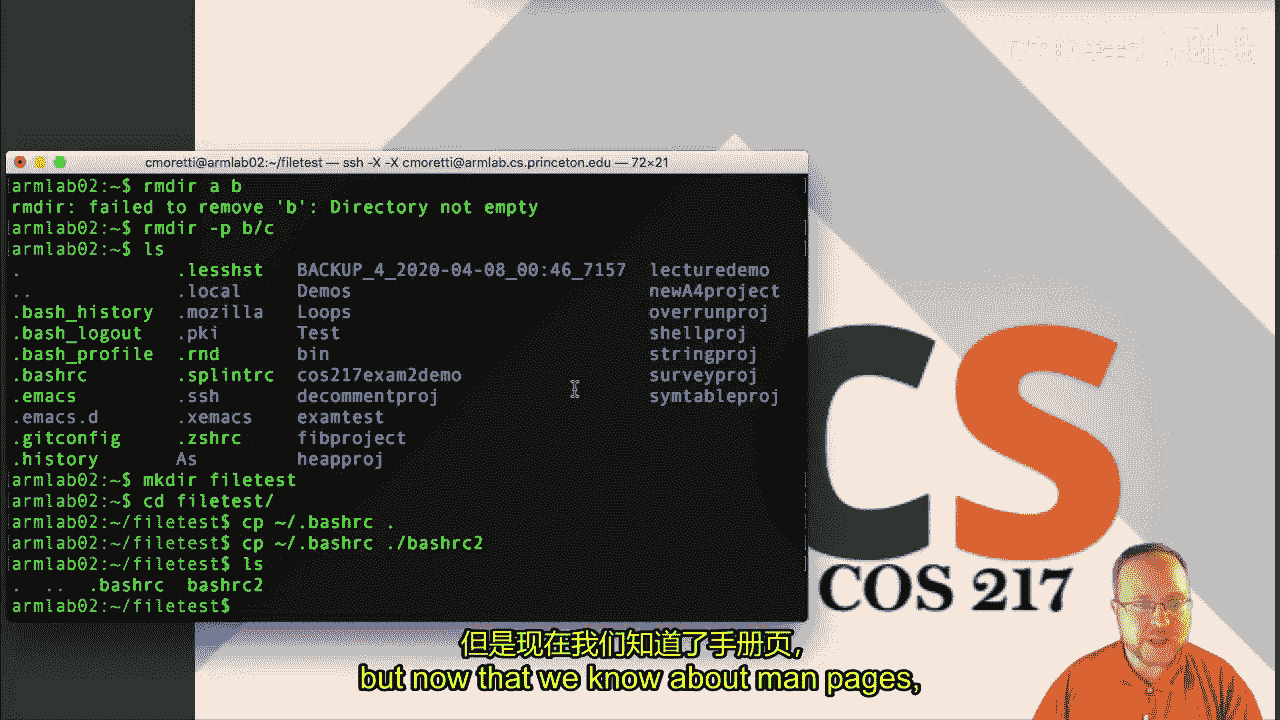 cmoretti@armlab02:~/filetest — ssh -X -X cmoretti@armlab.cs.princeton.edu — 72×21
armlab02:~$ rmdir a b
rmdir: failed to remove 'b': Directory not empty
armlab02:~$ rmdir -p b/c
armlab02:~$ ls
. .lesshst BACKUP_4_2020-04-08_00:46_7157 lecturedemo
.. .local Demos newA4project
.bash_history .mozilla Loops overrunproj
.bash_logout .pki Test shellproj
.bash_profile .rnd bin stringproj
.bashrc .splintrc cos217exam2demo surveyproj
.emacs .ssh decommentproj symtableproj
.emacs.d .xemacs examtest
.gitconfig .zshrc fibproject
.history As heapproj
armlab02:~$ mkdir filetest
armlab02:~$ cd filetest/
armlab02:~/filetest$ cp ~/.bashrc .
armlab02:~/filetest$ cp ~/.bashrc ./bashrc2
armlab02:~/filetest$ ls
. .. .bashrc bashrc2
armlab02:~/filetest$
CS
COS 217
但是现在我们知道了手册页，
but now that we know about man pages,